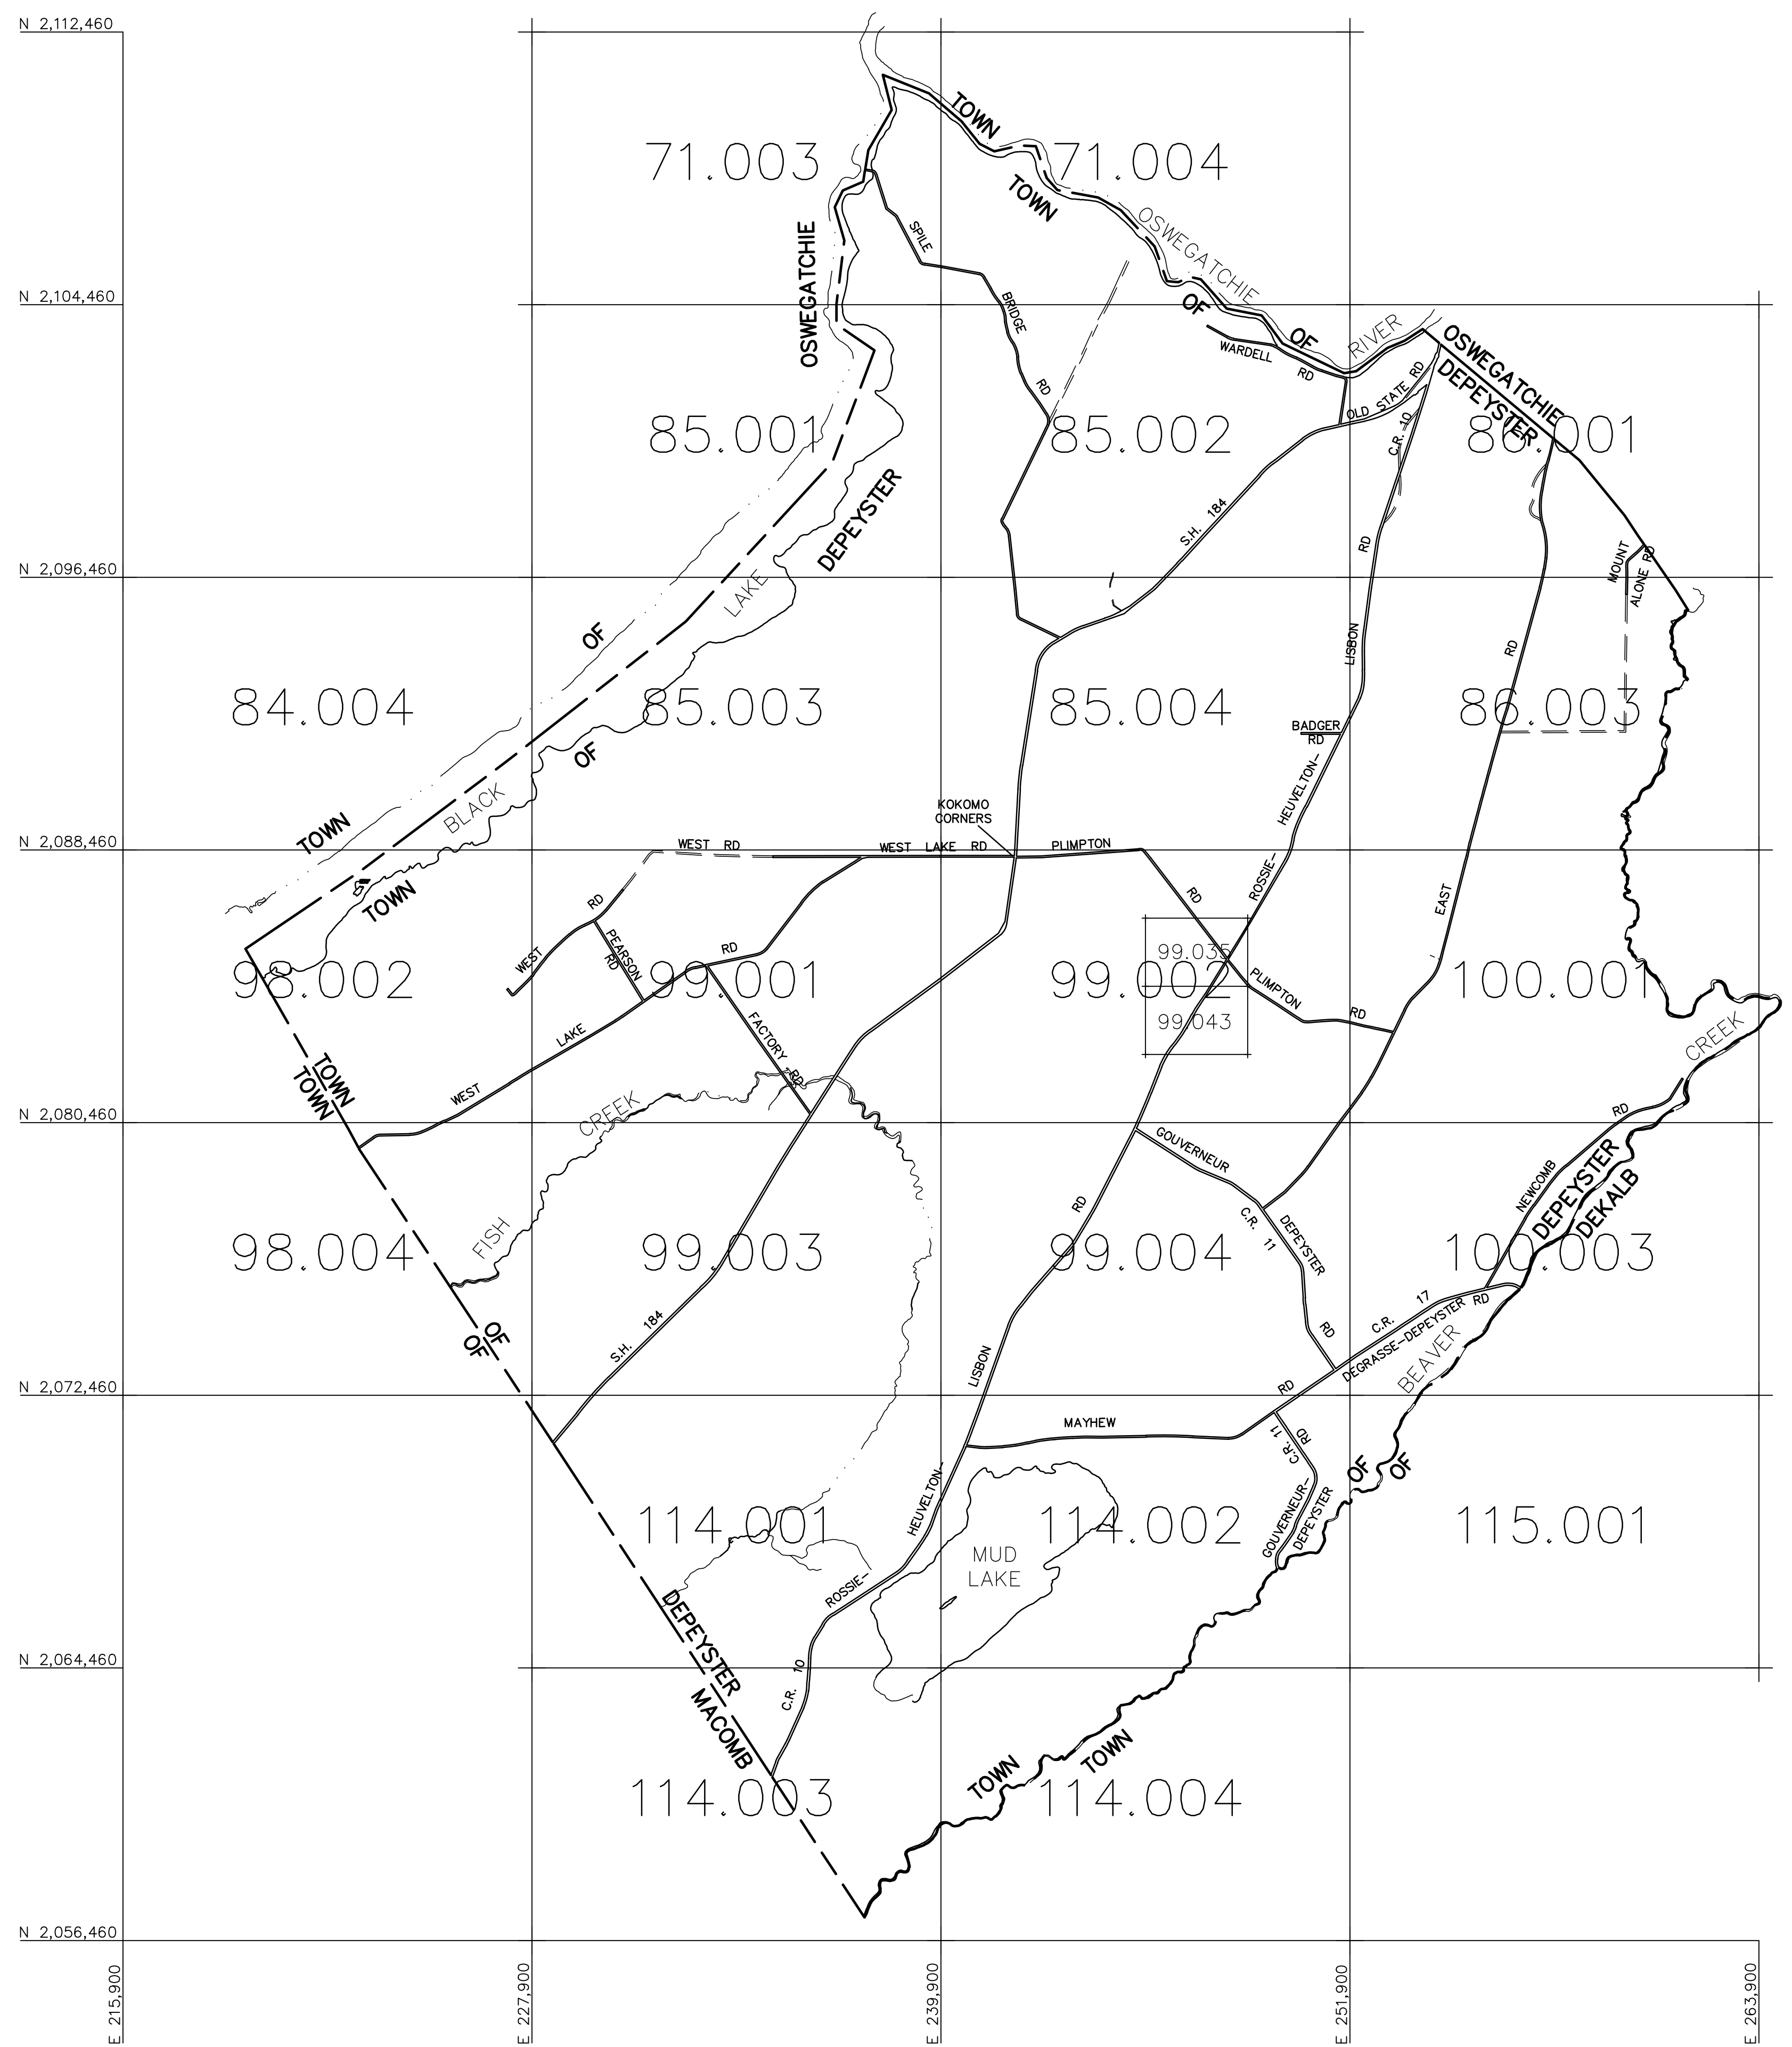 N 2,112,460
TOWN
71.003
71.004
TOWN
OSWEGATCHIE
SPILE
OSWEGATCHIE
BRIDGE
RD
N 2,104,460
OF
OF
RIVER
WARDELL
RD
OSWEGATCHIE
DEPEYSTER
OLD STATE RD
C.R. 10
85.001
85.002
86.001
DEPEYSTER
S.H. 184
RD
MOUNT
ALONE RD
N 2,096,460
LAKE
OF
LISBON
RD
84.004
85.003
85.004
86.003
BADGER
RD
OF
HEUVELTON-
BLACK
TOWN
KOKOMO
CORNERS
N 2,088,460
WEST RD
WEST LAKE RD
PLIMPTON
ROSSIE-
RD
EAST
TOWN
RD
WEST
PEARSON
RD
RD
98.002
99.001
99.035
99.002
99.043
PLIMPTON
RD
100.001
CREEK
LAKE
FACTORY
RD
TOWN
TOWN
WEST
N 2,080,460
CREEK
RD
GOUVERNEUR
NEWCOMB
DEPEYSTER
DEKALB
RD
C.R. 11
DEPEYSTER
FISH
98.004
99.003
99.004
100.003
OF
OF
S.H. 184
RD
C.R. 17
DEGRASSE-DEPEYSTER RD
BEAVER
LISBON
N 2,072,460
RD
MAYHEW
C.R. 11
RD
OF
OF
HEUVELTON-
GOUVERNEUR-
DEPEYSTER
114.001
114.002
115.001
MUD
LAKE
ROSSIE-
DEPEYSTER
MACOMB
N 2,064,460
C.R. 10
TOWN
TOWN
114.003
114.004
N 2,056,460
E 215,900
E 227,900
E 239,900
E 251,900
E 263,900